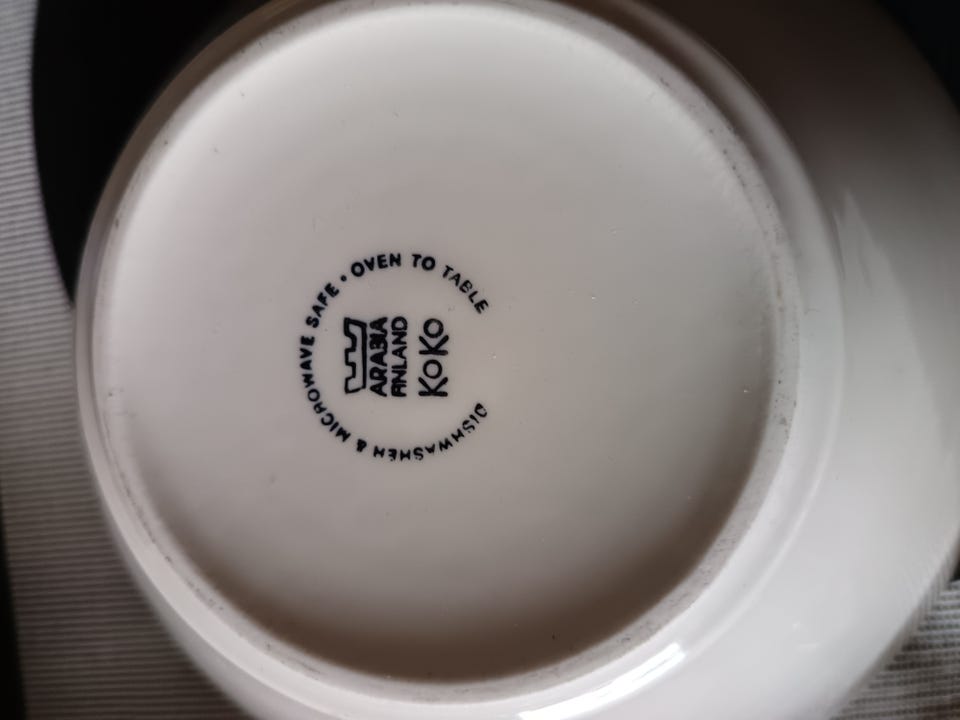 DISHWASHER & MICROWAVE SAFE • OVEN TO TABLE
ARABIA
FINLAND
KOKO